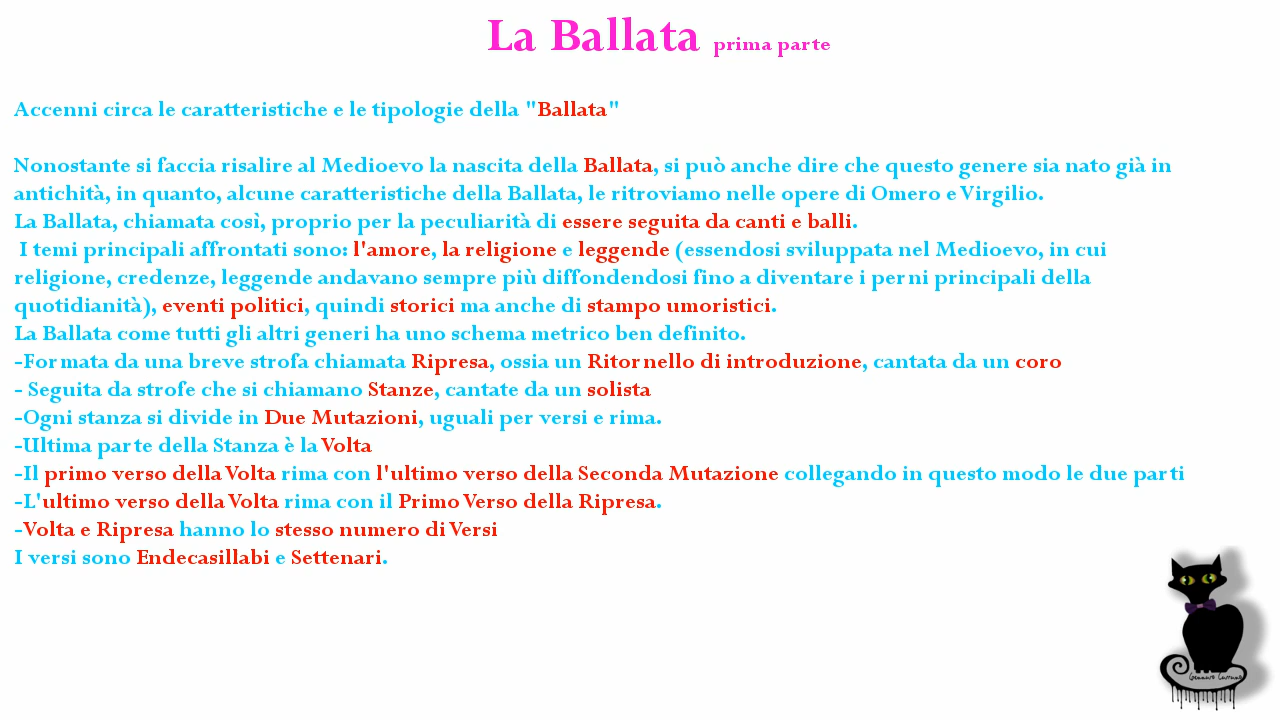 La Ballata prima parte
Accenni circa le caratteristiche e le tipologie della "Ballata"
Nonostante si faccia risalire al Medioevo la nascita della Ballata, si può anche dire che questo genere sia nato già in
antichità, in quanto, alcune caratteristiche della Ballata, le ritroviamo nelle opere di Omero e Virgilio.
La Ballata, chiamata così, proprio per la peculiarità di essere seguita da canti e balli.
I temi principali affrontati sono: l'amore, la religione e leggende (essendosi sviluppata nel Medioevo, in cui
religione, credenze, leggende andavano sempre più diffondendosi fino a diventare i perni principali della
quotidianità), eventi politici, quindi storici ma anche di stampo umoristici.
La Ballata come tutti gli altri generi ha uno schema metrico ben definito.
-Formata da una breve strofa chiamata Ripresa, ossia un Ritornello di introduzione, cantata da un coro
- Seguita da strofe che si chiamano Stanze, cantate da un solista
-Ogni stanza si divide in Due Mutazioni, uguali per versi e rima.
-Ultima parte della Stanza è la Volta
-Il primo verso della Volta rima con l'ultimo verso della Seconda Mutazione collegando in questo modo le due parti
-L'ultimo verso della Volta rima con il Primo Verso della Ripresa.
-Volta e Ripresa hanno lo stesso numero di Versi
I versi sono Endecasillabi e Settenari.